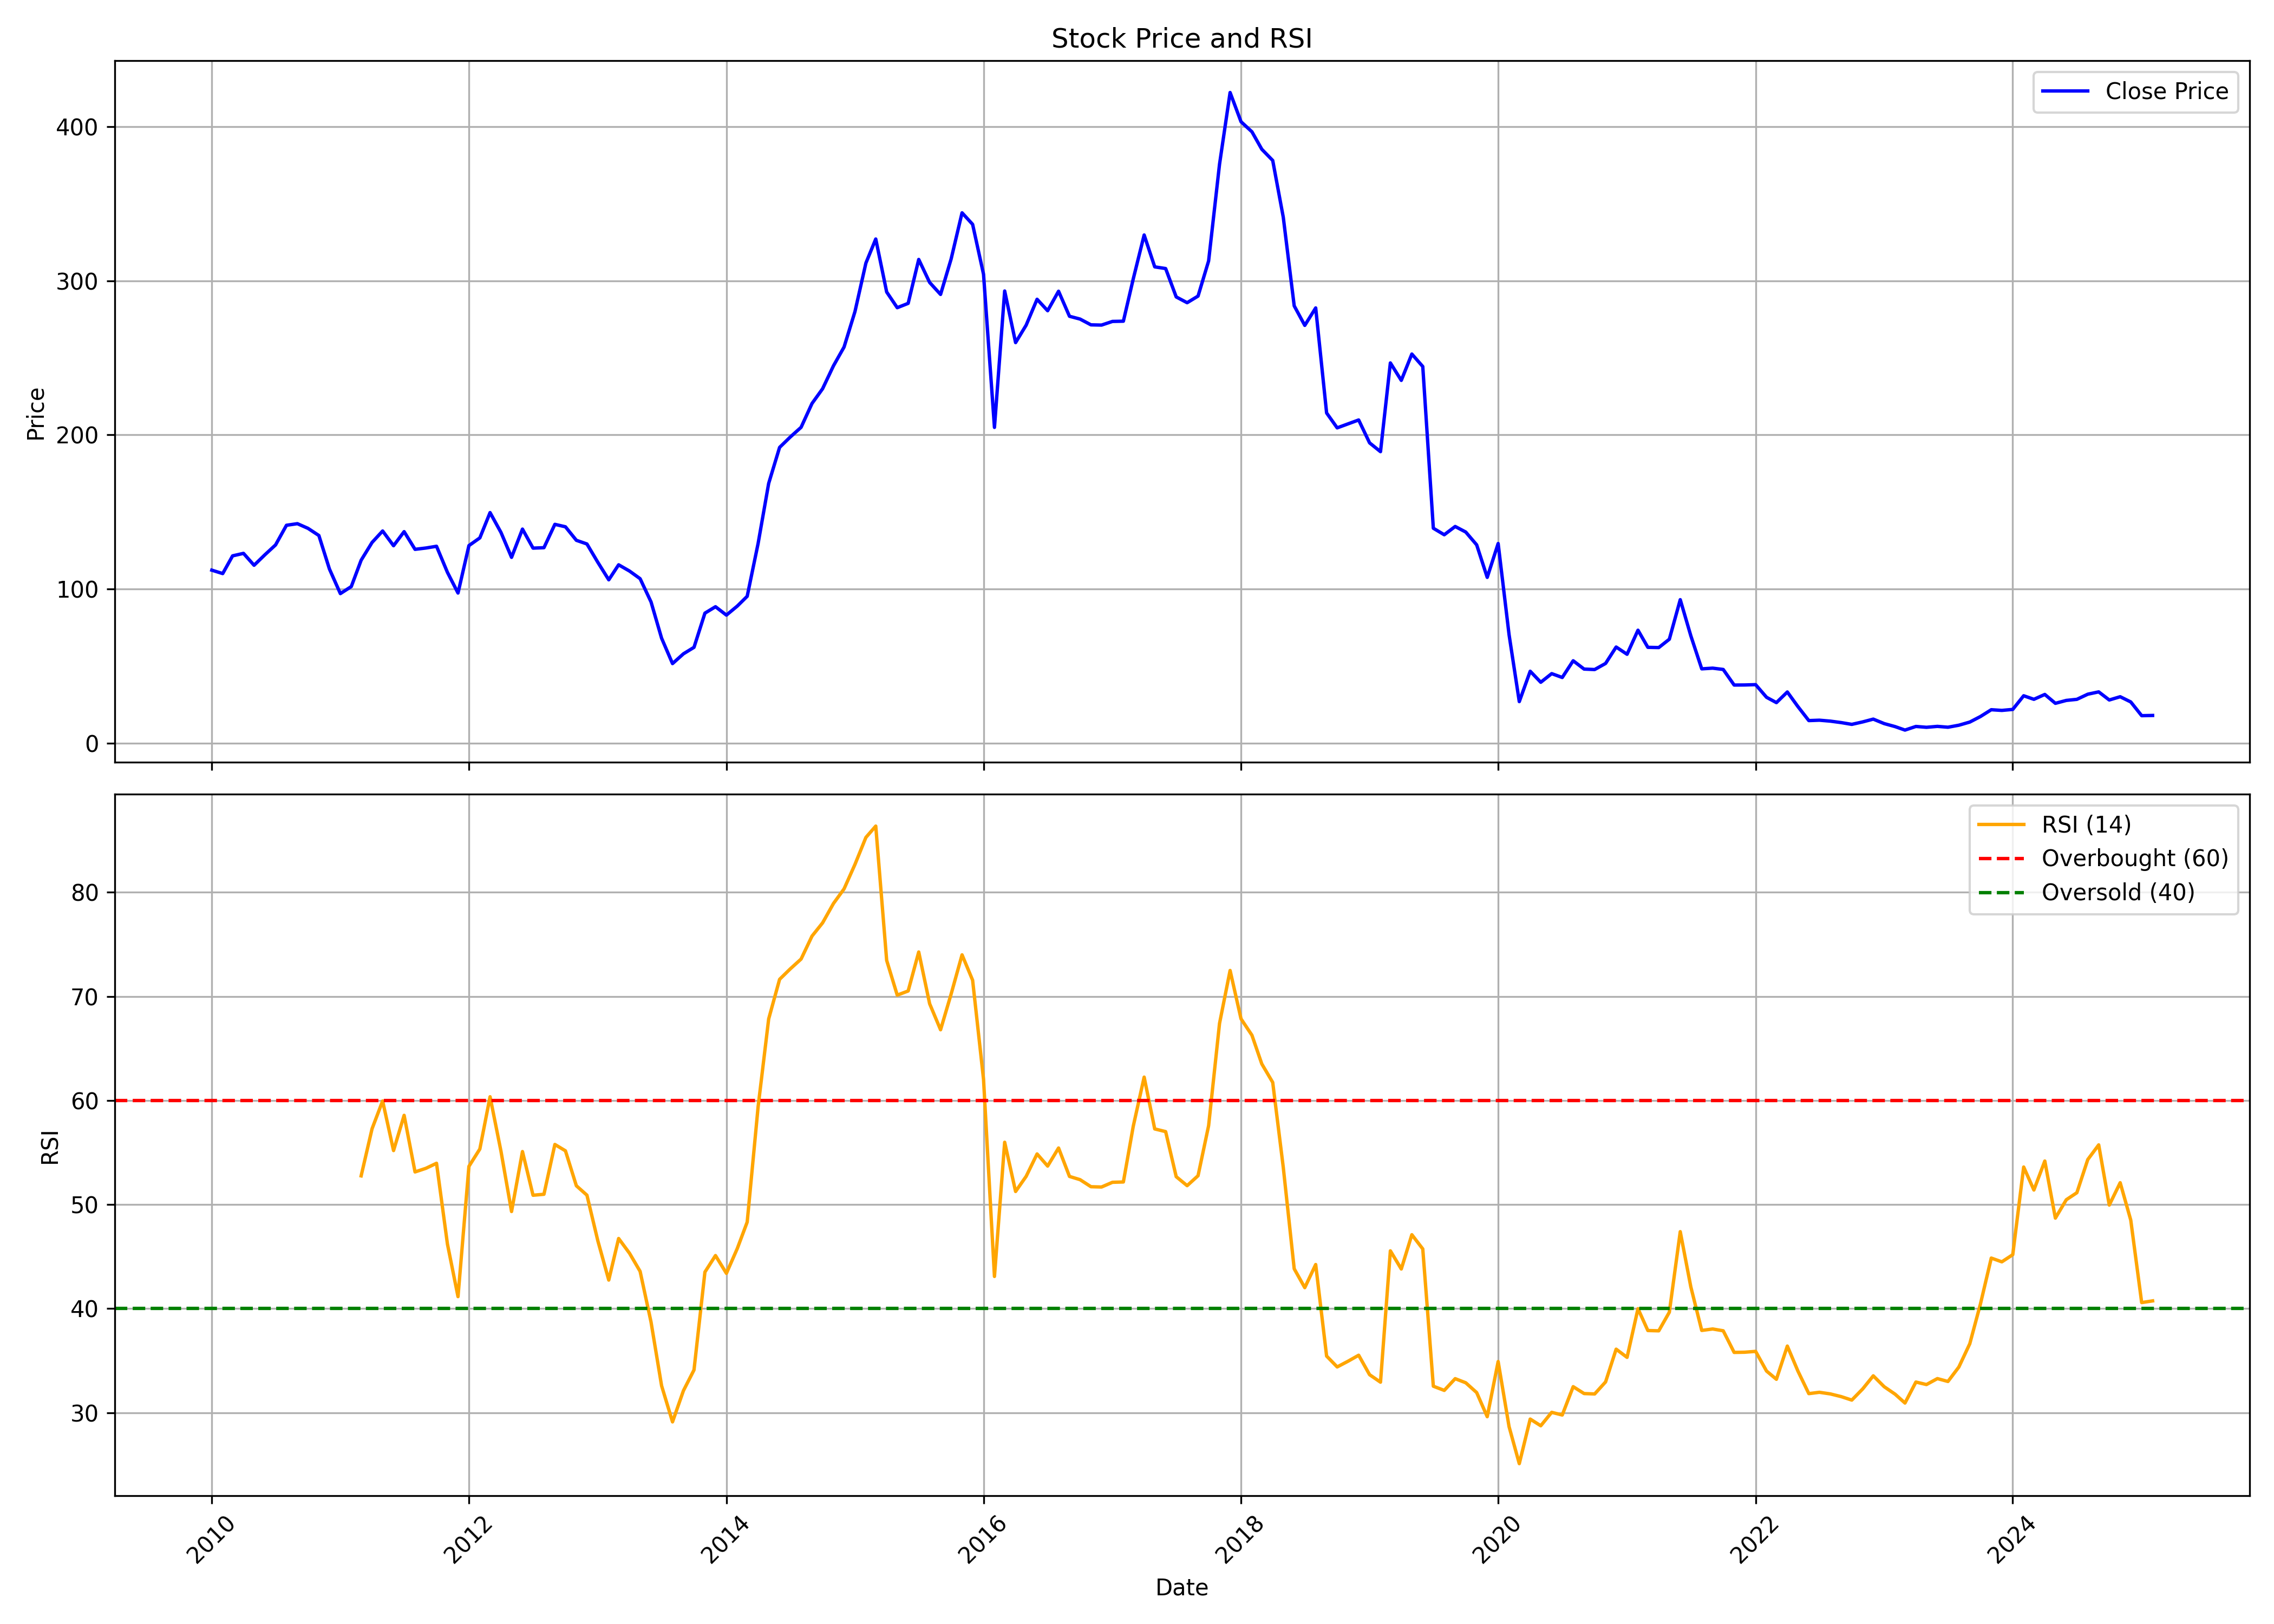 Stock Price and RSI
Close Price
400
300
200
100
0
Price
RSI (14)
Overbought (60)
Oversold (40)
80
70
60
50
40
30
RSI
2010 2012 2014 2016 2018 2020 2022 2024
Date